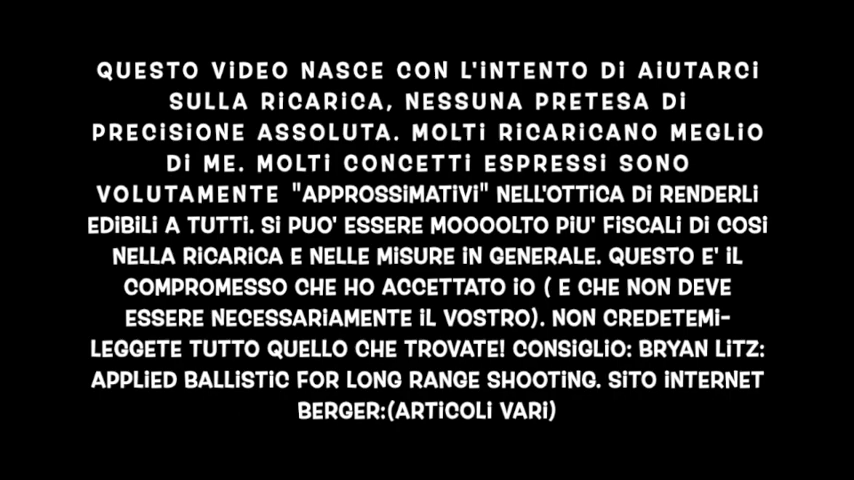 QUESTO VIDEO NASCE CON L'INTENTO DI AIUTARCI
SULLA RICARICA, NESSUNA PRETESA DI
PRECISIONE ASSOLUTA. MOLTI RICARICANO MEGLIO
DI ME. MOLTI CONCETTI ESPRESSI SONO
VOLUTAMENTE "APPROSSIMATIVI" NELL'OTTICA DI RENDERLI
EDIBILI A TUTTI. SI PUO' ESSERE MOOOOLTO PIU' FISCALI DI COSI
NELLA RICARICA E NELLE MISURE IN GENERALE. QUESTO E' IL
COMPROMESSO CHE HO ACCETTATO IO ( E CHE NON DEVE
ESSERE NECESSARIAMENTE IL VOSTRO). NON CREDETEMI-
LEGGETE TUTTO QUELLO CHE TROVATE! CONSIGLIO: BRYAN LITZ:
APPLIED BALLISTIC FOR LONG RANGE SHOOTING. SITO INTERNET
BERGER:(ARTICOLI VARI)